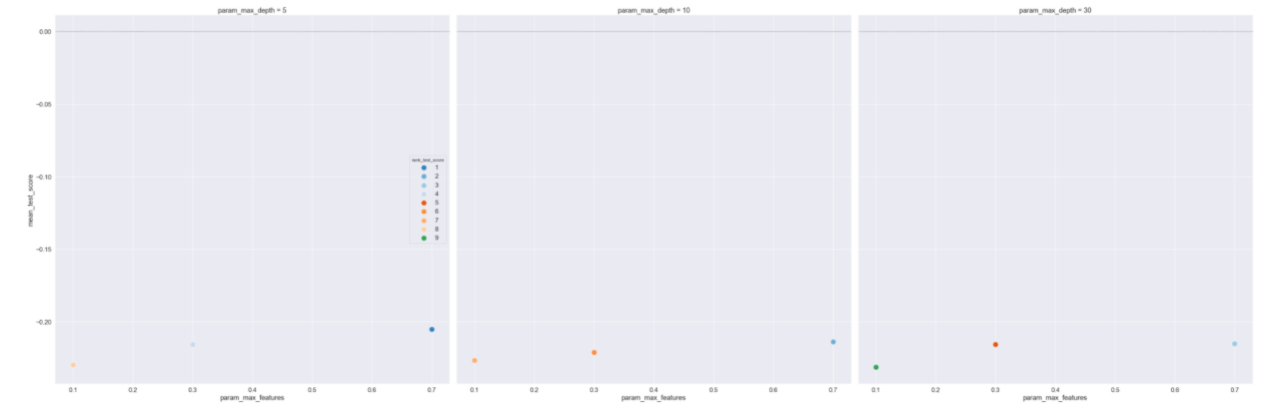 param_max_depth = 5
param_max_depth = 10
param_max_depth = 30
0.00
−0.05
−0.10
−0.15
−0.20
mean_test_score
rank_test_score
1
2
3
4
5
6
7
8
9
0.1 0.2 0.3 0.4 0.5 0.6 0.7
param_max_features
0.1 0.2 0.3 0.4 0.5 0.6 0.7
param_max_features
0.1 0.2 0.3 0.4 0.5 0.6 0.7
param_max_features